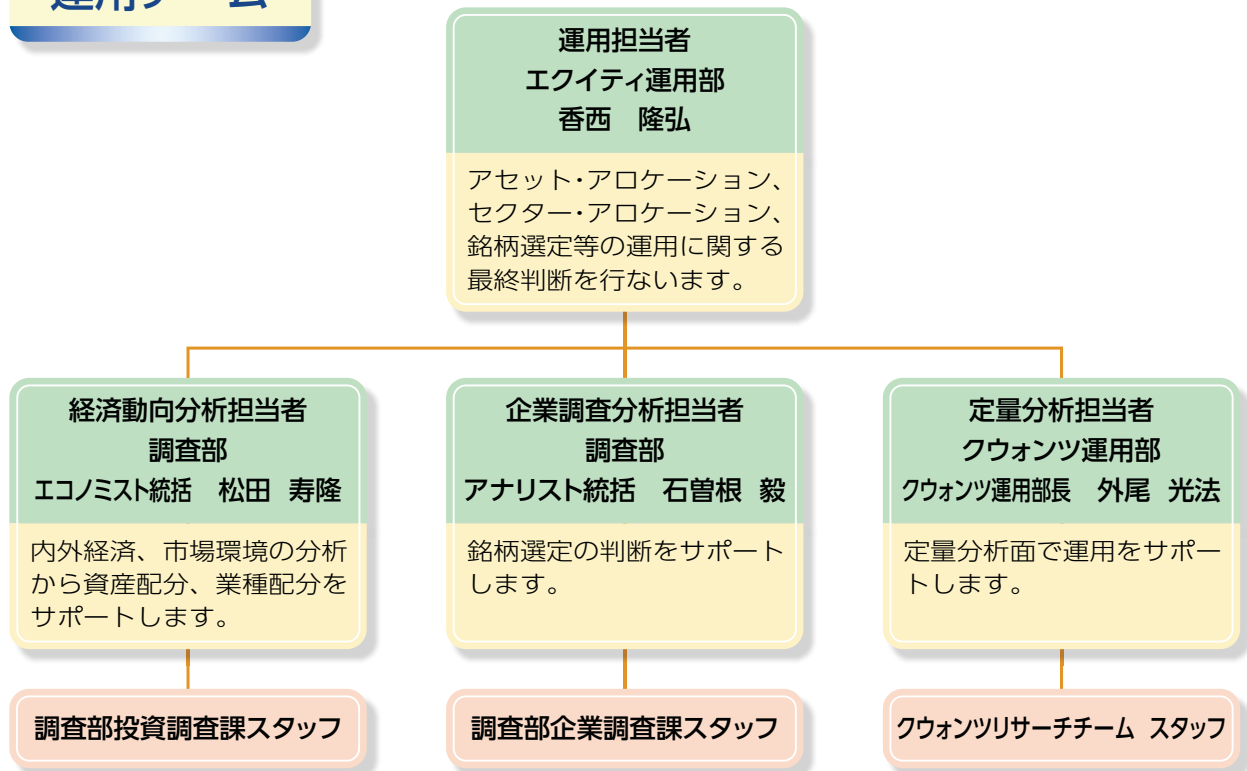 運用チーム
運用担当者
エクイティ運用部
香西　隆弘
アセット・アロケーション、
セクター・アロケーション、
銘柄選定等の運用に関する
最終判断を行ないます。
経済動向分析担当者
調査部
エコノミスト統括　松田　寿隆
内外経済、市場環境の分析
から資産配分、業種配分を
サポートします。
企業調査分析担当者
調査部
アナリスト統括　石曽根　毅
銘柄選定の判断をサポート
します。
定量分析担当者
クウォンツ運用部
クウォンツ運用部長　外尾　光法
定量分析面で運用をサポー
トします。
調査部投資調査課スタッフ
調査部企業調査課スタッフ
クウォンツリサーチチーム スタッフ